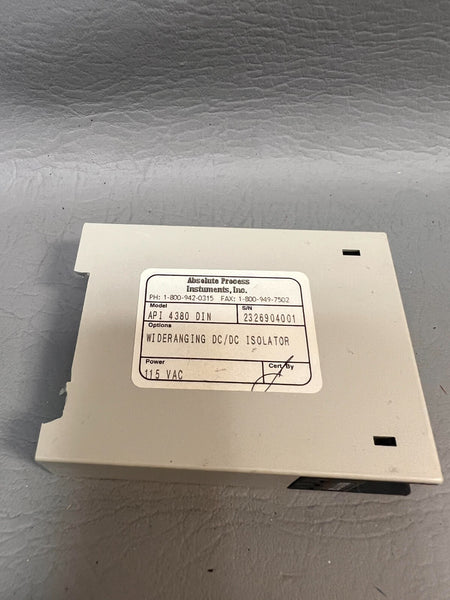 Absolute Process
Instuments, Inc.
PH: 1-800-942-0315 FAX: 1-800-949-7502
Model S/N
API 4380 DIN 2326904001
Options
WIDERANGING DC/DC ISOLATOR
Power Cert. By
115 VAC